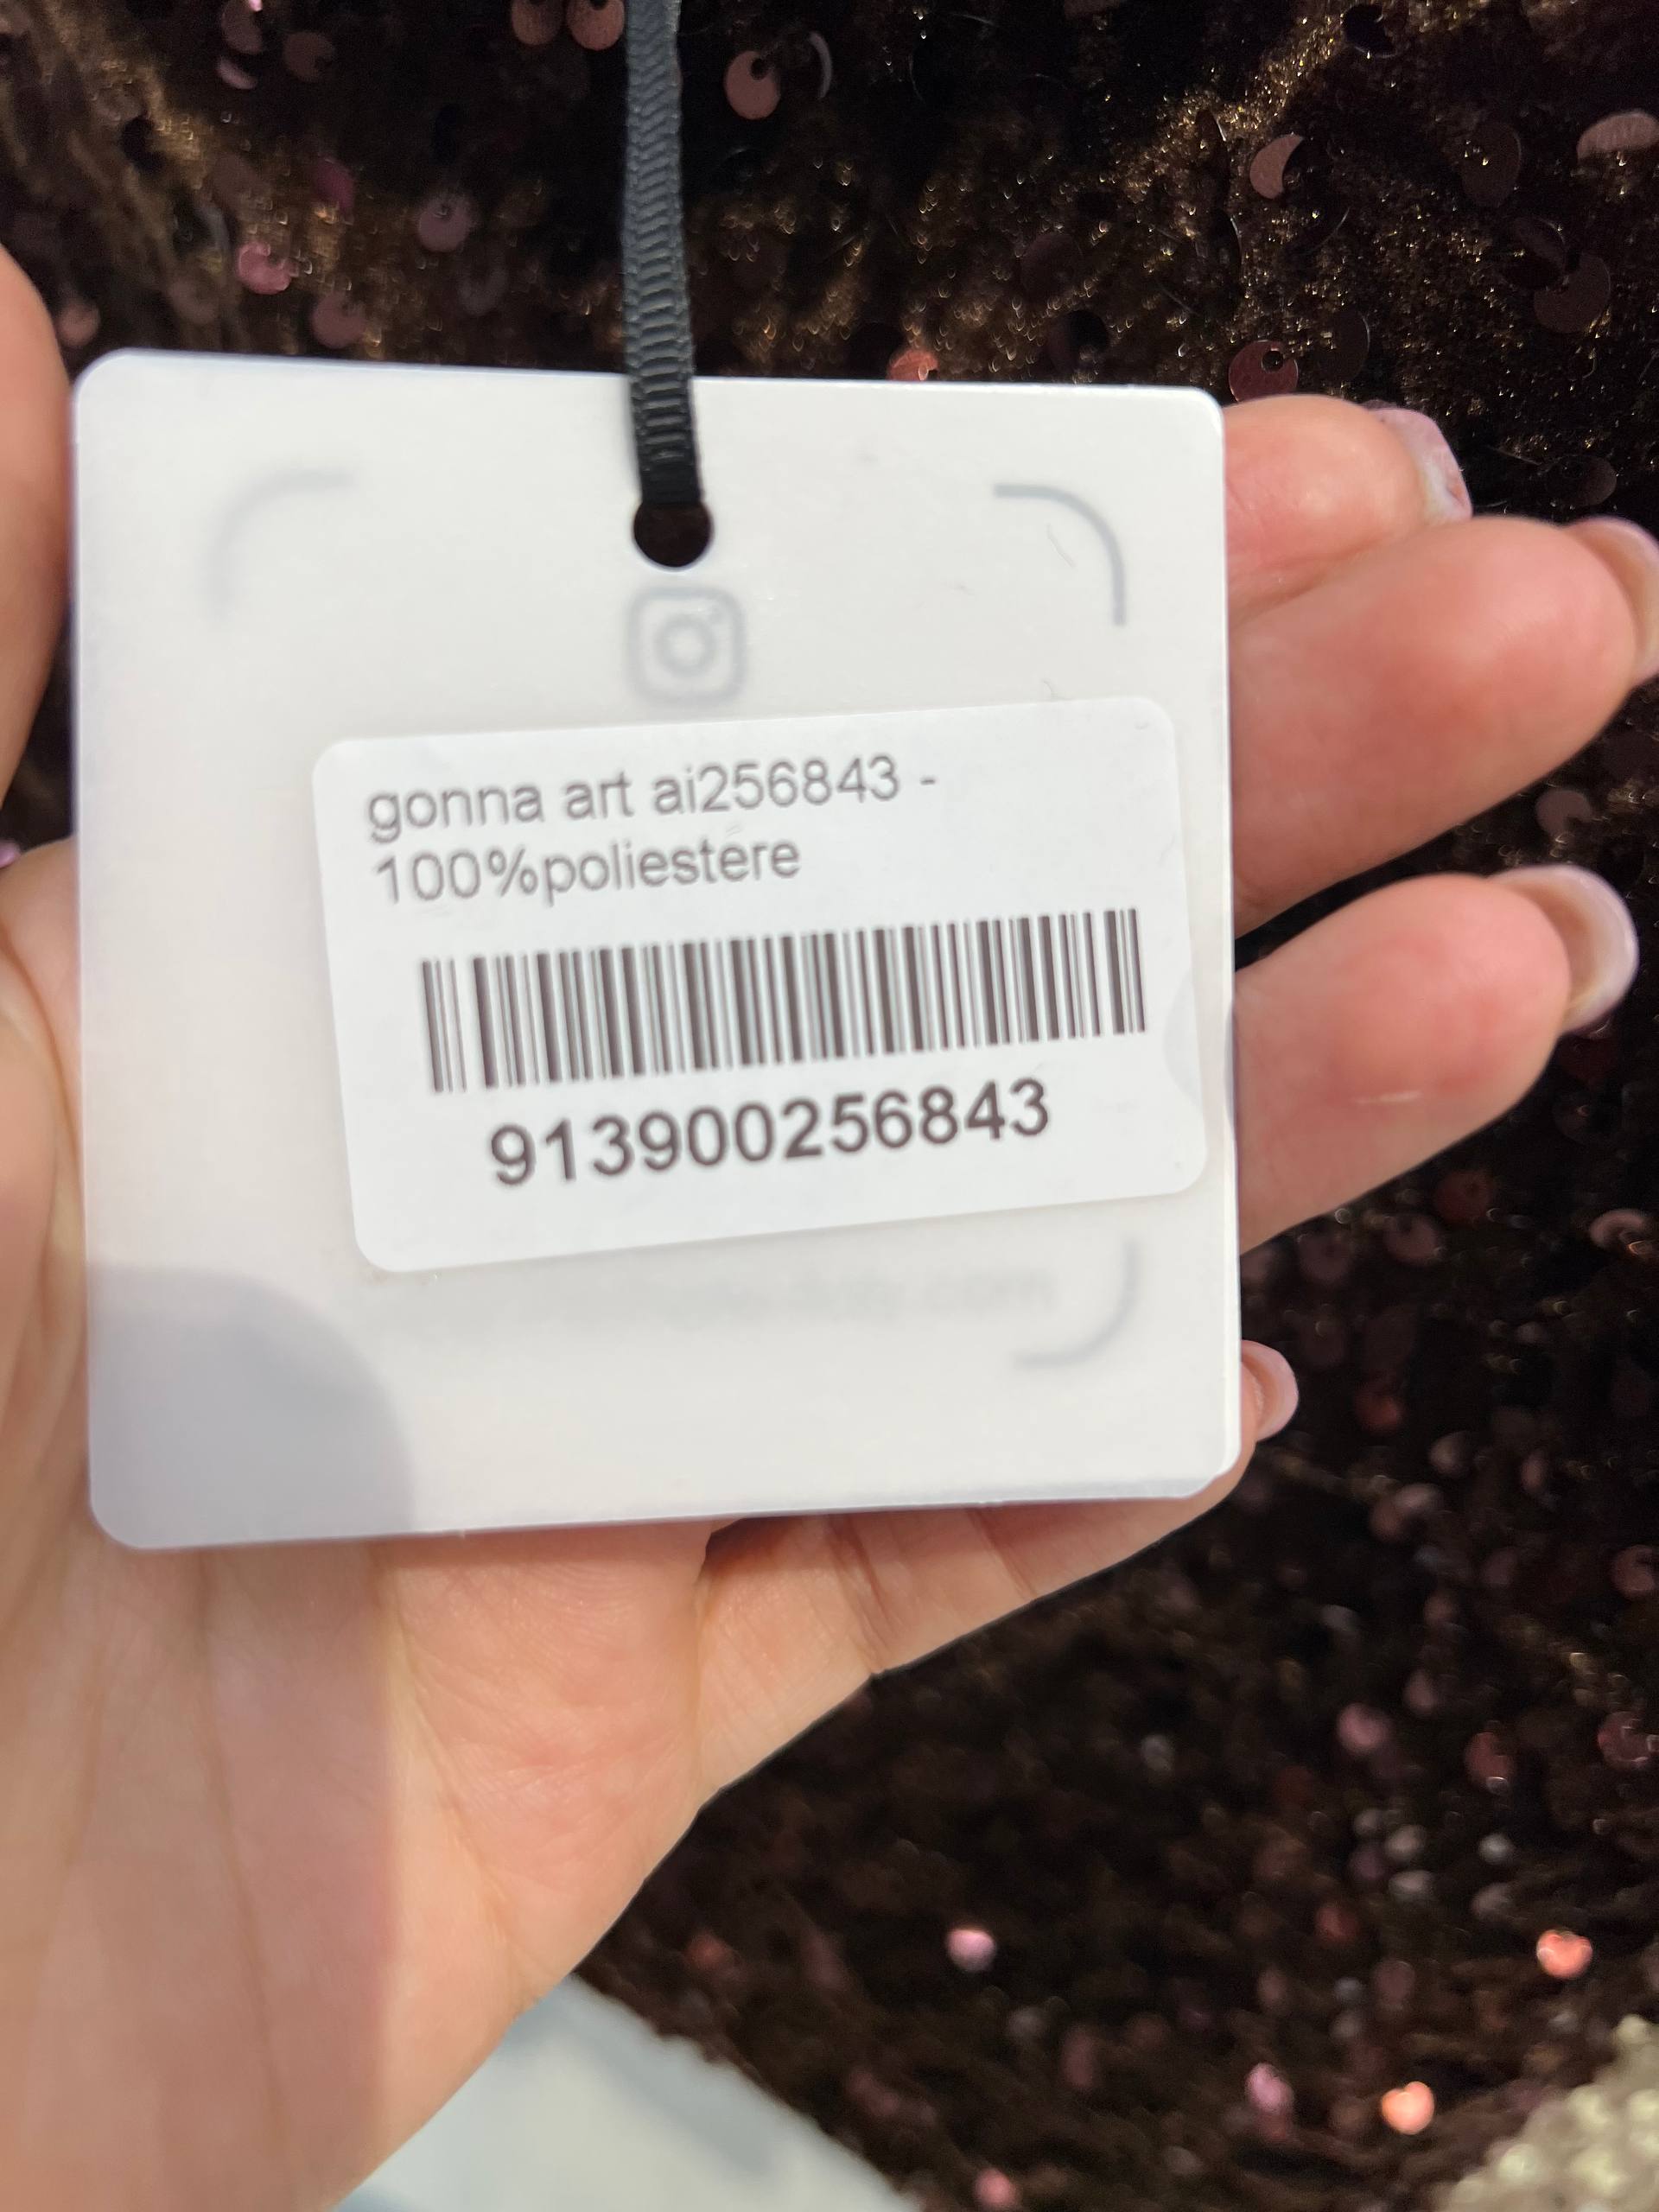 gonna art ai256843 -
100%poliestere
913900256843